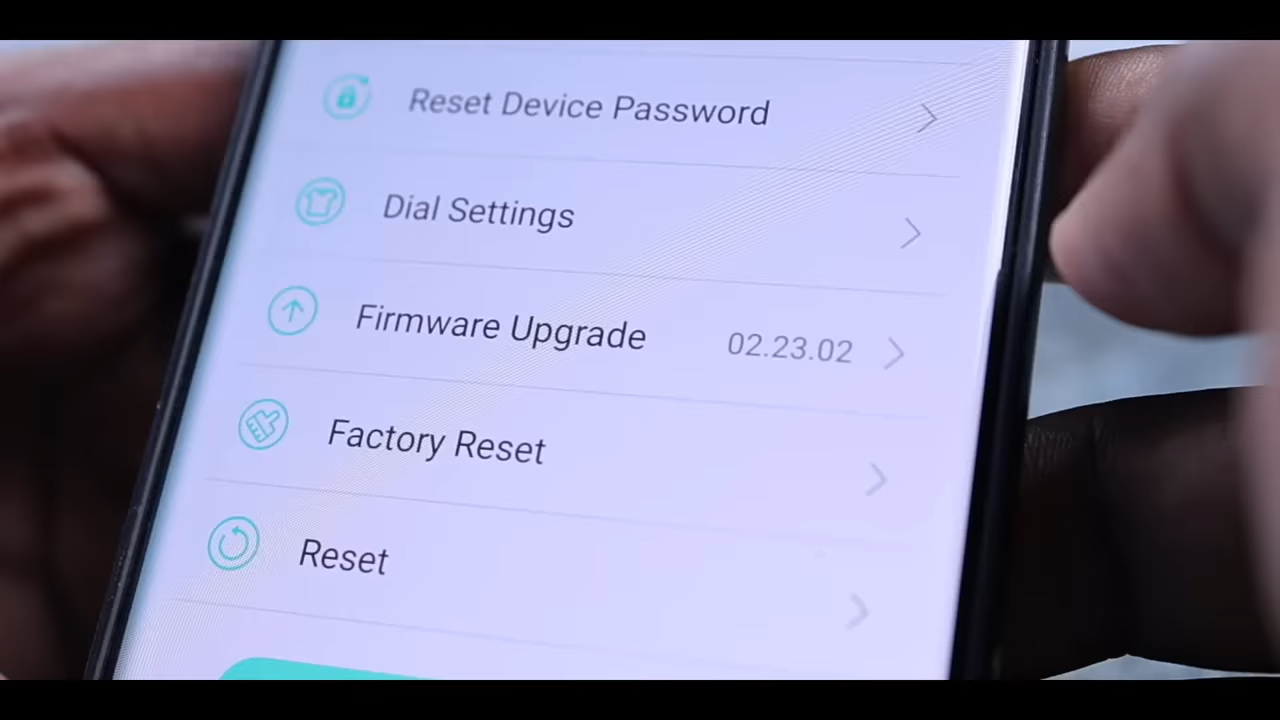 Reset Device Password
Dial Settings
Firmware Upgrade 02.23.02
Factory Reset
Reset